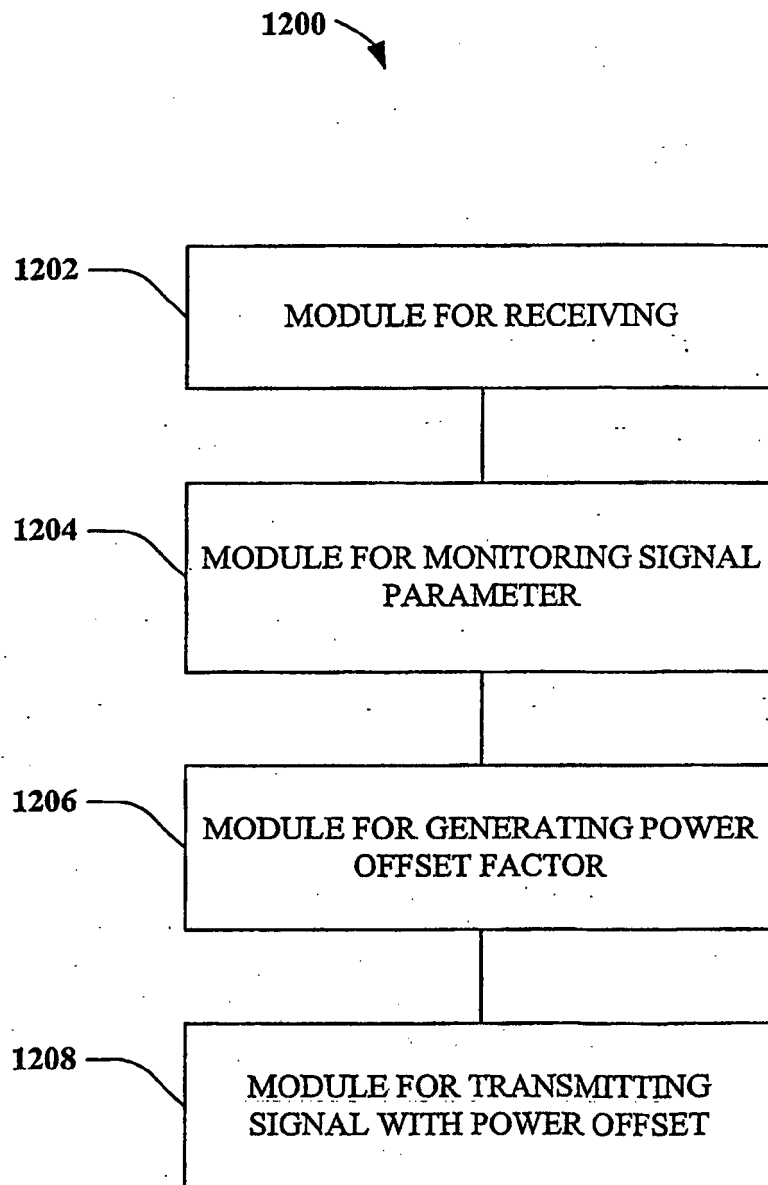 1200
1202
MODULE FOR RECEIVING
1204
MODULE FOR MONITORING SIGNAL
PARAMETER
1206
MODULE FOR GENERATING POWER
OFFSET FACTOR
1208
MODULE FOR TRANSMITTING
SIGNAL WITH POWER OFFSET